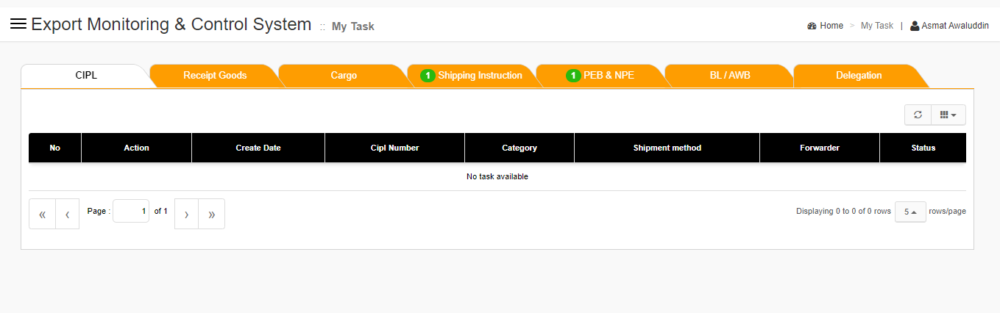 Export Monitoring & Control System :: My Task
Home > My Task | Asmat Awaluddin
CIPL Receipt Goods Cargo 1 Shipping Instruction 1 PEB & NPE BL / AWB Delegation
No Action Create Date Cipl Number Category Shipment method Forwarder Status
No task available
« ‹ Page : 1 of 1 › » Displaying 0 to 0 of 0 rows 5 rows/page